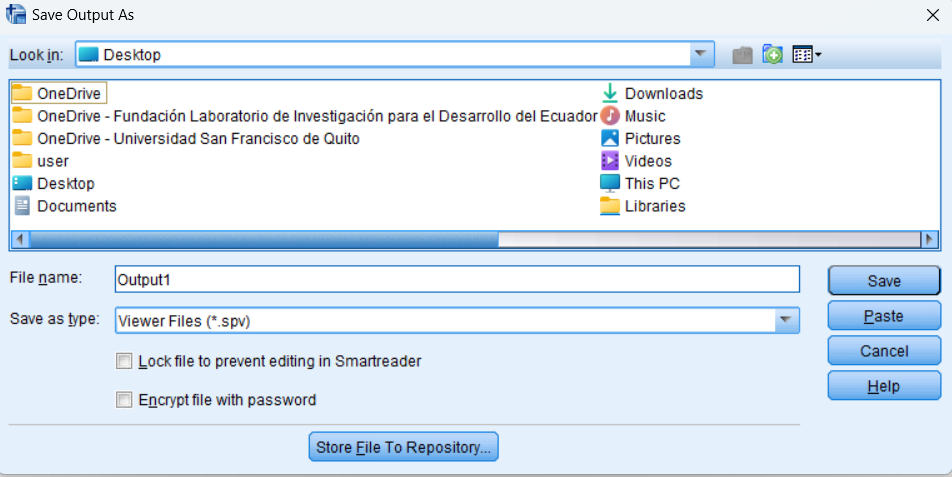 Save Output As
Look in: Desktop
OneDrive
OneDrive - Fundación Laboratorio de Investigación para el Desarrollo del Ecuador
OneDrive - Universidad San Francisco de Quito
user
Desktop
Documents
Downloads
Music
Pictures
Videos
This PC
Libraries
File name: Output1
Save as type: Viewer Files (*.spv)
Lock file to prevent editing in Smartreader
Encrypt file with password
Store File To Repository...
Save
Paste
Cancel
Help